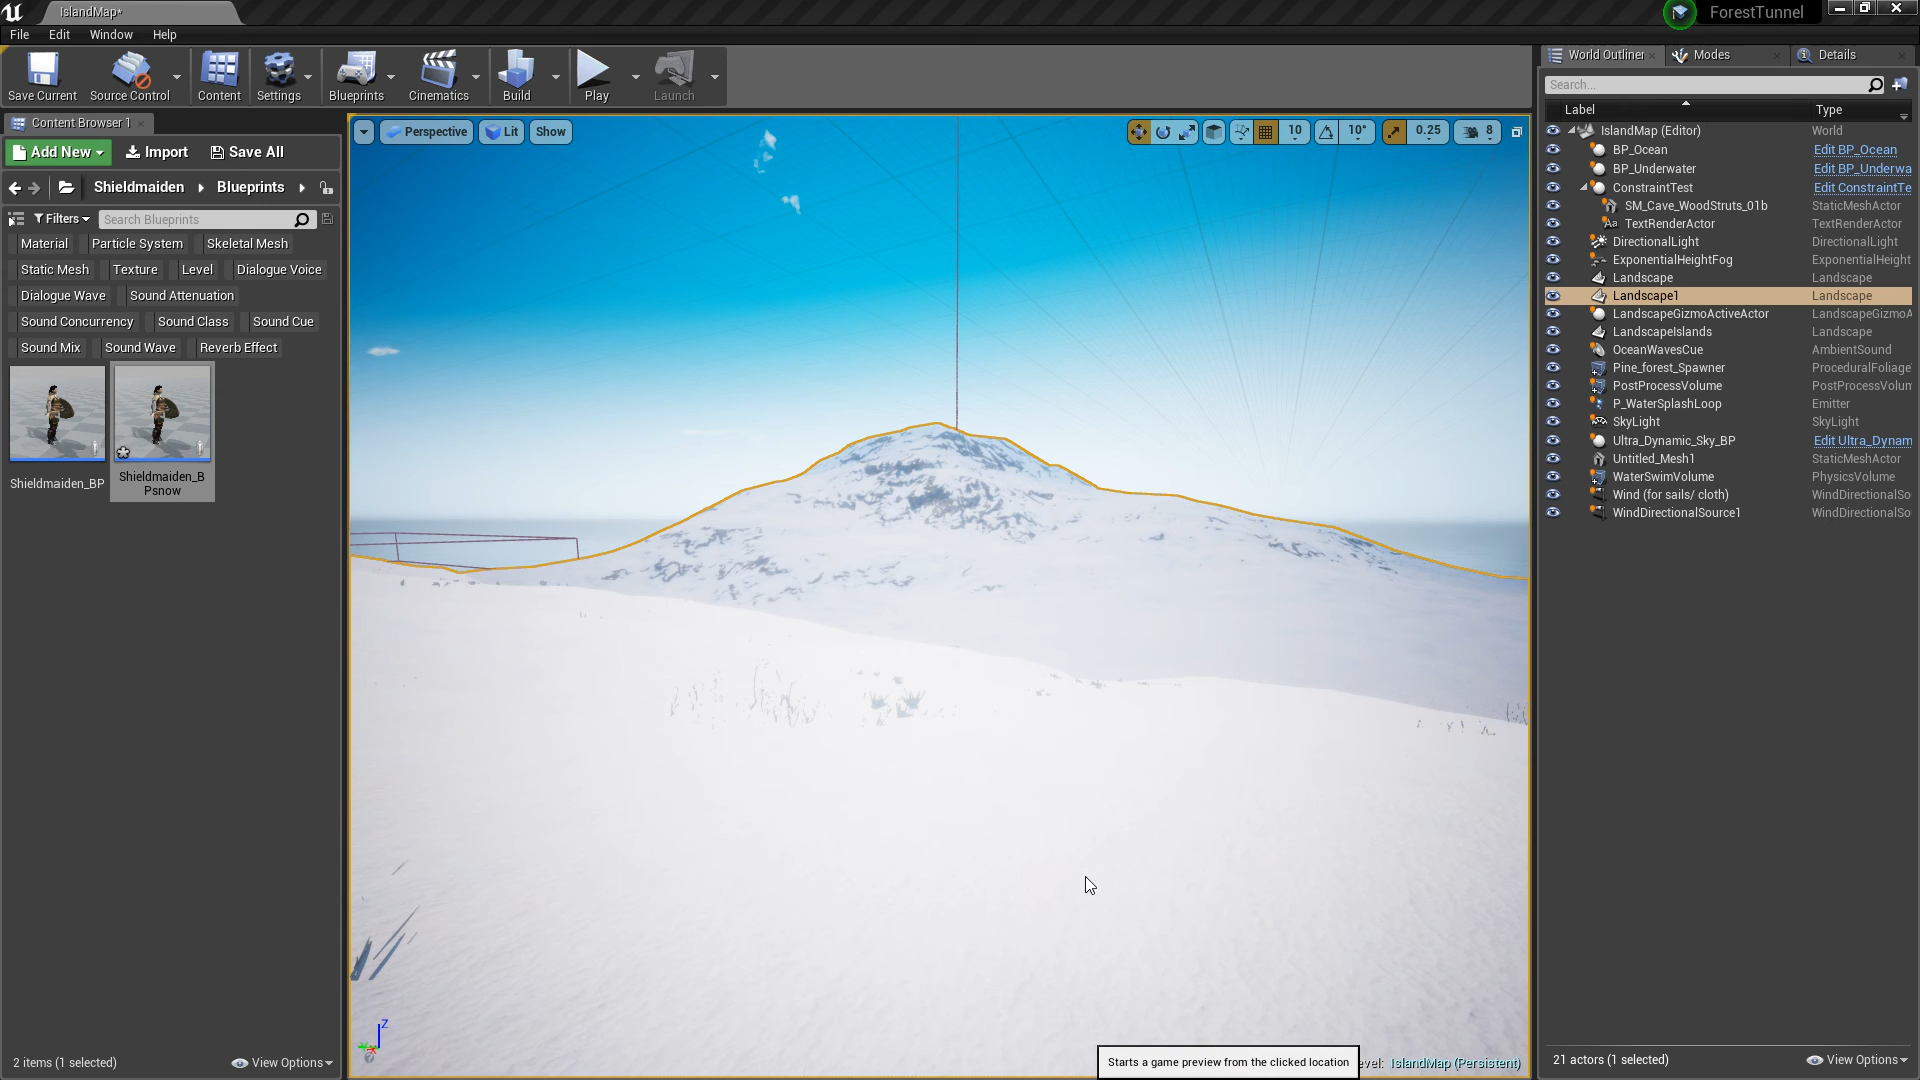 IslandMap*
ForestTunnel
File Edit Window Help
Save Current Source Control Content Settings Blueprints Cinematics Build Play Launch
World Outliner Modes Details
Content Browser 1
Search...
Add New Import Save All
Perspective Lit Show 10 10° 0.25 8
Label Type
Shieldmaiden Blueprints
Filters Search Blueprints
Material Particle System Skeletal Mesh
Static Mesh Texture Level Dialogue Voice
Dialogue Wave Sound Attenuation
Sound Concurrency Sound Class Sound Cue
Sound Mix Sound Wave Reverb Effect
Shieldmaiden_BP
Shieldmaiden_B
Psnow
2 items (1 selected) View Options
IslandMap (Editor) World
BP_Ocean Edit BP_Ocean
BP_Underwater Edit BP_Underwa
ConstraintTest Edit ConstraintTe
SM_Cave_WoodStruts_01b StaticMeshActor
TextRenderActor TextRenderActor
DirectionalLight DirectionalLight
ExponentialHeightFog ExponentialHeight
Landscape Landscape
Landscape1 Landscape
LandscapeGizmoActiveActor LandscapeGizmoA
LandscapeIslands Landscape
OceanWavesCue AmbientSound
Pine_forest_Spawner ProceduralFoliage
PostProcessVolume PostProcessVolum
P_WaterSplashLoop Emitter
SkyLight SkyLight
Ultra_Dynamic_Sky_BP Edit Ultra_Dynam
Untitled_Mesh1 StaticMeshActor
WaterSwimVolume PhysicsVolume
Wind (for sails/ cloth) WindDirectionalSo
WindDirectionalSource1 WindDirectionalSo
Z
Starts a game preview from the clicked location
evel: IslandMap (Persistent)
21 actors (1 selected) View Options